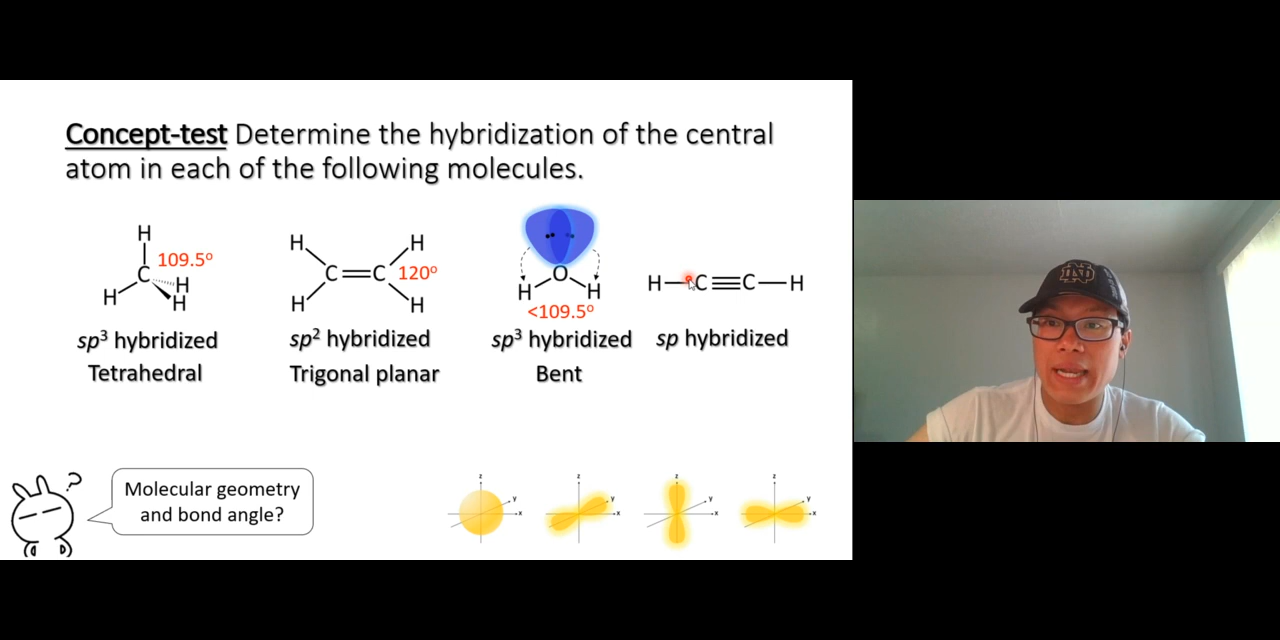 Concept-test Determine the hybridization of the central
atom in each of the following molecules.
H
109.5°
C
H
H
H
sp³ hybridized
Tetrahedral
H
H
C
C
120°
H
H
sp² hybridized
Trigonal planar
O
H
H
<109.5°
sp³ hybridized
Bent
H
C
C
H
sp hybridized
?
Molecular geometry
and bond angle?
z
y
x
z
y
x
z
y
x
z
y
x
ND